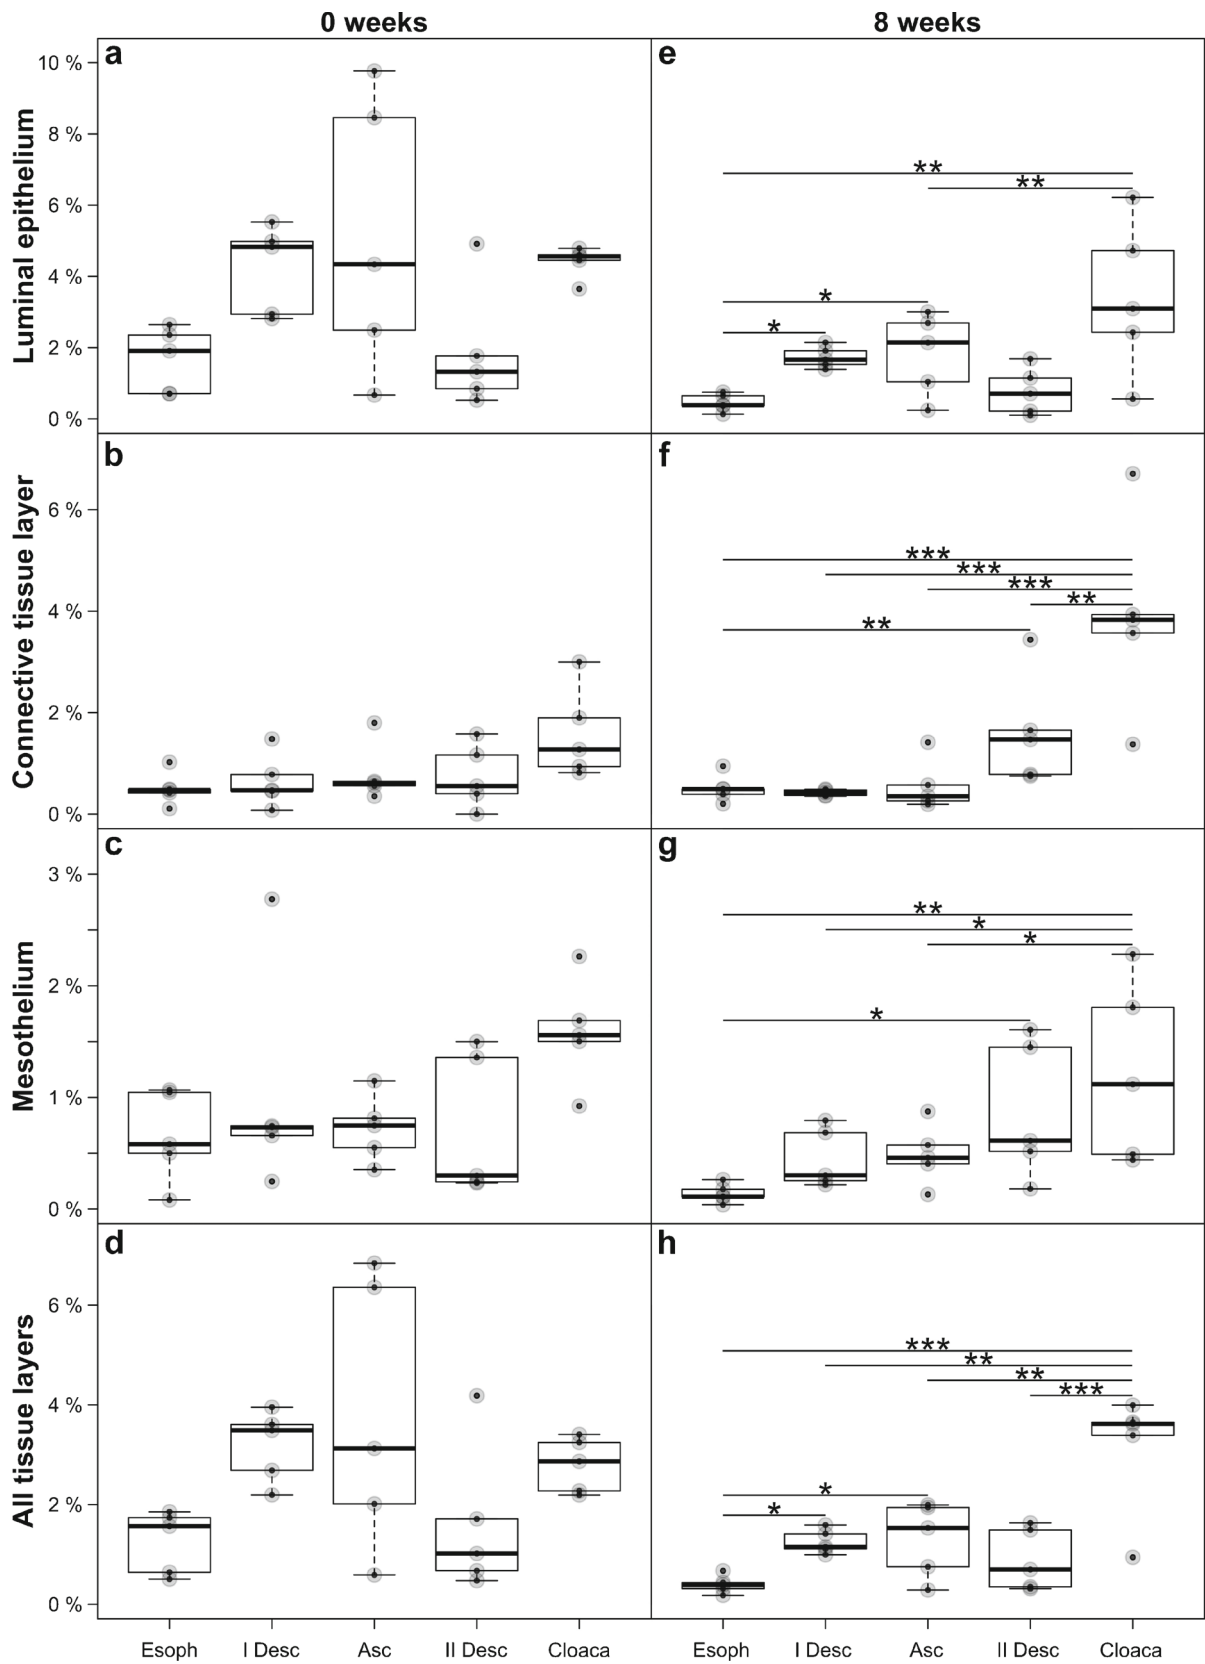 0 weeks
8 weeks
a
e
10 %
8 %
6 %
4 %
2 %
0 %
Luminal epithelium
**
**
*
*
b
f
6 %
4 %
2 %
0 %
Connective tissue layer
***
***
***
**
**
c
g
3 %
2 %
1 %
0 %
Mesothelium
**
*
*
*
d
h
6 %
4 %
2 %
0 %
All tissue layers
***
**
**
***
*
*
Esoph I Desc Asc II Desc Cloaca
Esoph I Desc Asc II Desc Cloaca